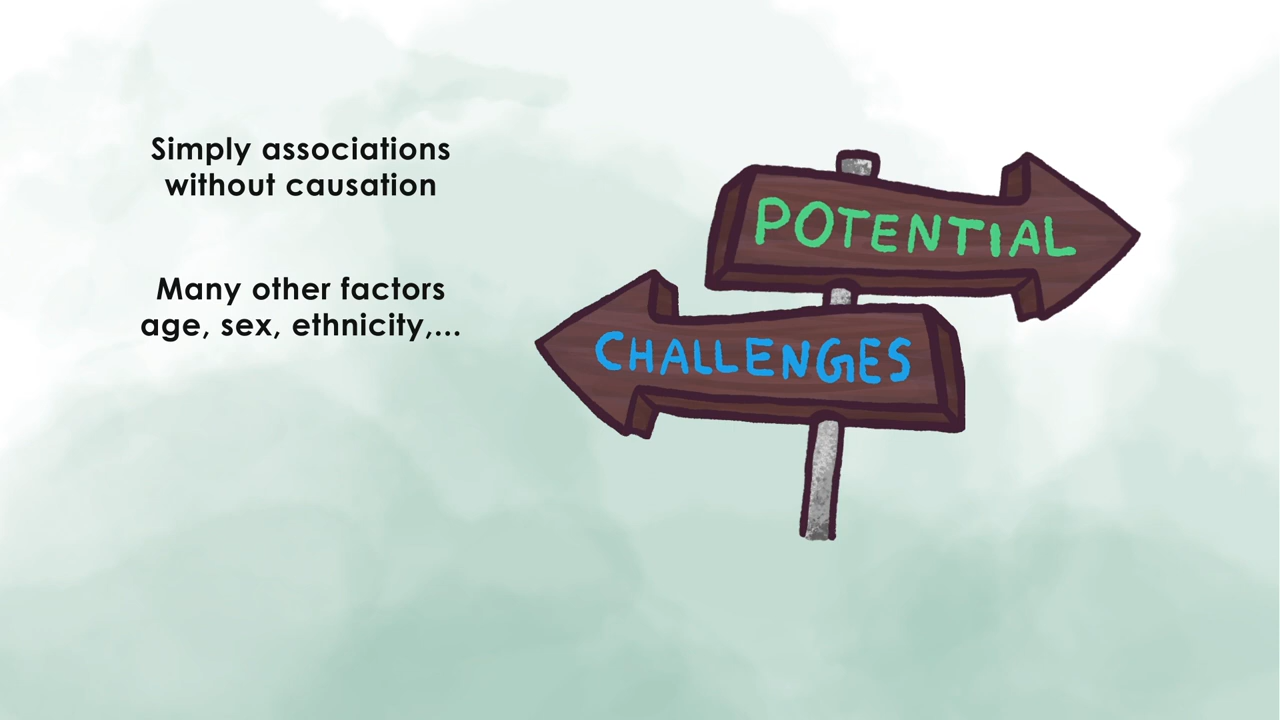 Simply associations
without causation
Many other factors
age, sex, ethnicity,...
POTENTIAL
CHALLENGES